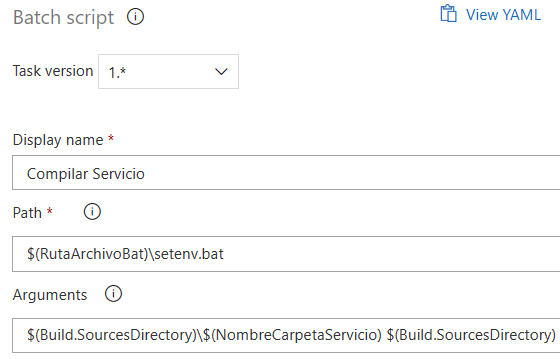 Batch script
View YAML
Task version 1.*
Display name *
Compilar Servicio
Path *
$(RutaArchivoBat)\setenv.bat
Arguments
$(Build.SourcesDirectory)\$(NombreCarpetaServicio) $(Build.SourcesDirectory)